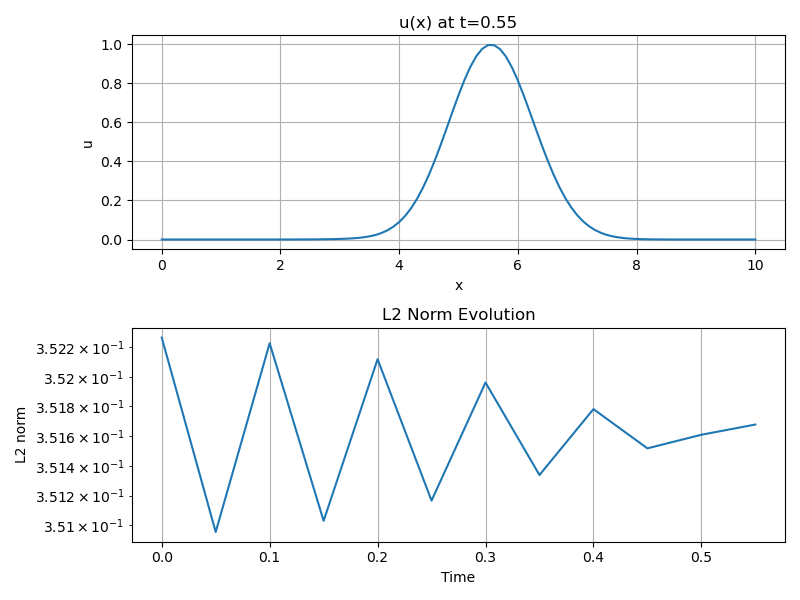 u(x) at t=0.55
u
1.0
0.8
0.6
0.4
0.2
0.0
0 2 4 6 8 10
x
L2 Norm Evolution
L2 norm
3.522 × 10⁻¹
3.52 × 10⁻¹
3.518 × 10⁻¹
3.516 × 10⁻¹
3.514 × 10⁻¹
3.512 × 10⁻¹
3.51 × 10⁻¹
0.0 0.1 0.2 0.3 0.4 0.5
Time